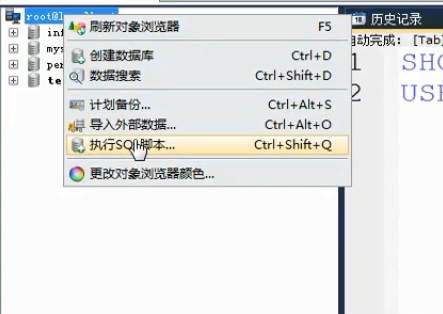 root@l
刷新对象浏览器 F5
历史记录
inf
创建数据库 Ctrl+D
自动完成: [Tab]
mys
数据搜索 Ctrl+Shift+D
1 SHO
per
te
计划备份... Ctrl+Alt+S
2 USE
导入外部数据... Ctrl+Alt+O
执行SQL脚本... Ctrl+Shift+Q
更改对象浏览器颜色...